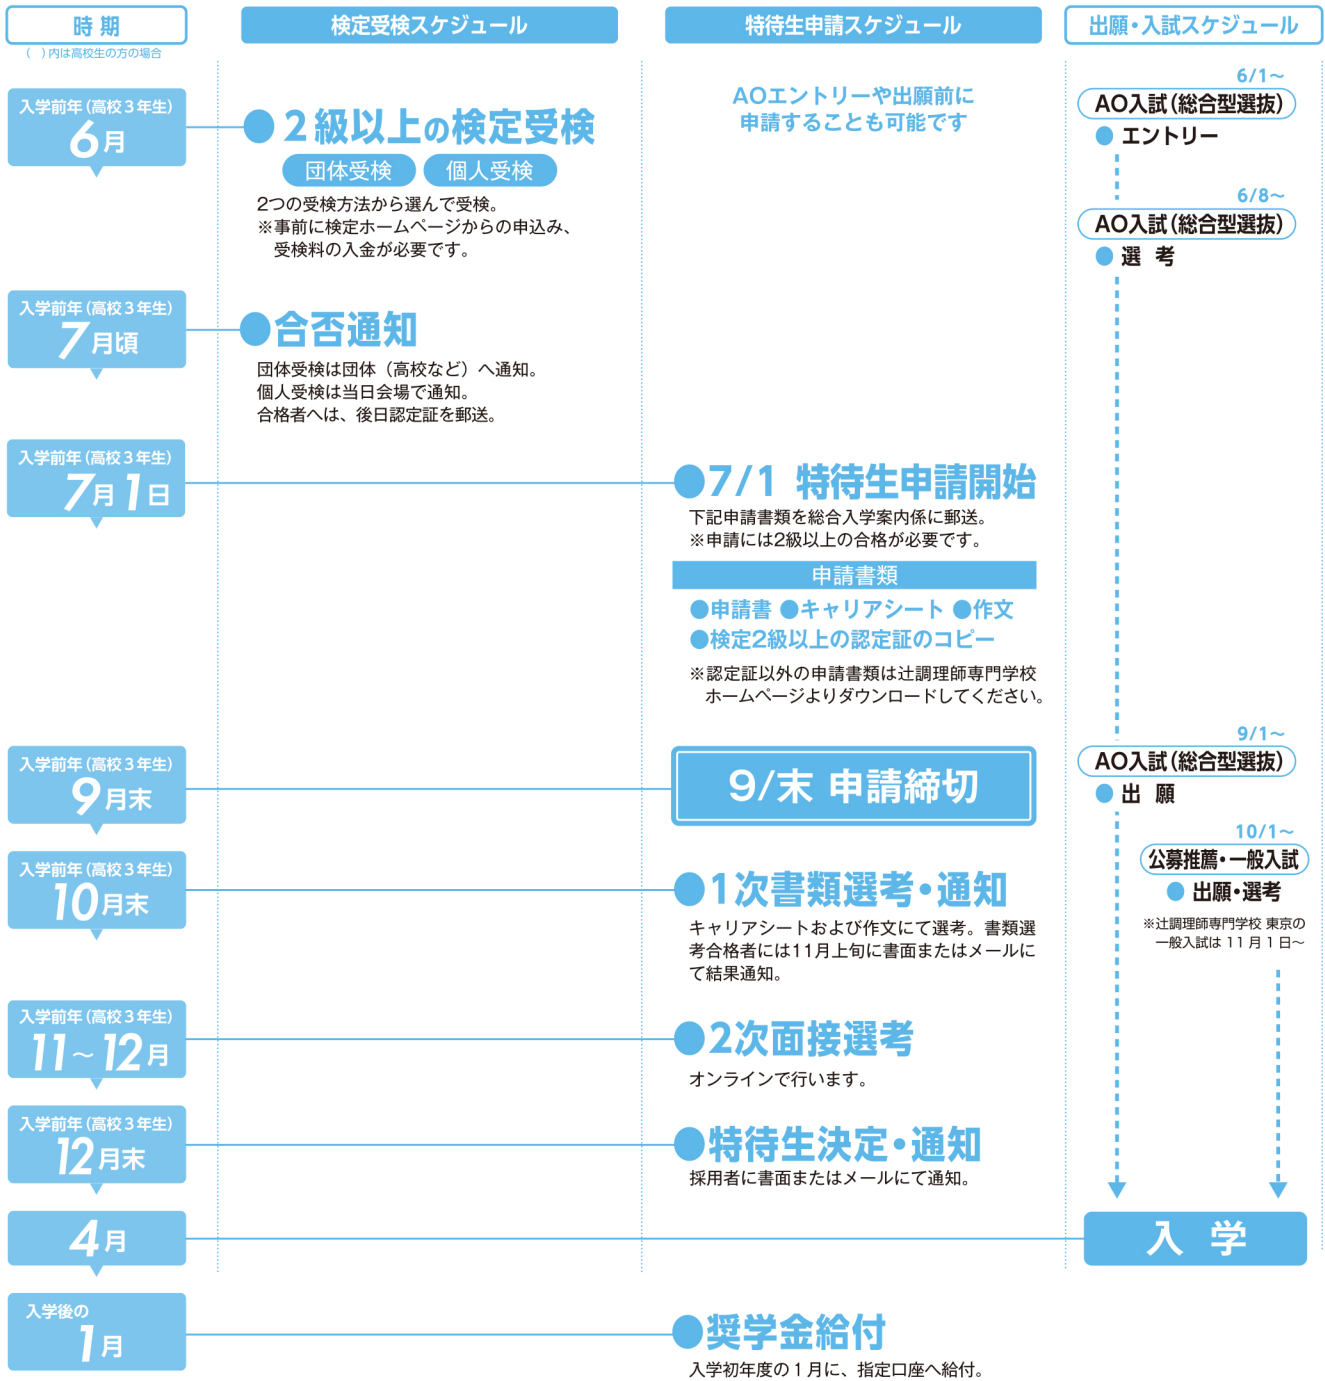 時期
(　)内は高校生の方の場合
検定受検スケジュール
特待生申請スケジュール
出願・入試スケジュール
入学前年(高校3年生)
6月
●2級以上の検定受検
団体受検
個人受検
2つの受検方法から選んで受検。
※事前に検定ホームページからの申込み、
受検料の入金が必要です。
AOエントリーや出願前に
申請することも可能です
6/1〜
AO入試(総合型選抜)
●エントリー
6/8〜
AO入試(総合型選抜)
●選 考
入学前年(高校3年生)
7月頃
●合否通知
団体受検は団体（高校など）へ通知。
個人受検は当日会場で通知。
合格者へは、後日認定証を郵送。
入学前年(高校3年生)
7月1日
●7/1 特待生申請開始
下記申請書類を総合入学案内係に郵送。
※申請には2級以上の合格が必要です。
申請書類
●申請書 ●キャリアシート ●作文
●検定2級以上の認定証のコピー
※認定証以外の申請書類は辻調理師専門学校
ホームページよりダウンロードしてください。
入学前年(高校3年生)
9月末
9/末 申請締切
9/1〜
AO入試(総合型選抜)
●出 願
10/1〜
公募推薦・一般入試
●出願・選考
※辻調理師専門学校 東京の
一般入試は 11月1日〜
入学前年(高校3年生)
10月末
●1次書類選考・通知
キャリアシートおよび作文にて選考。書類選
考合格者には11月上旬に書面またはメールに
て結果通知。
入学前年(高校3年生)
11〜12月
●2次面接選考
オンラインで行います。
入学前年(高校3年生)
12月末
●特待生決定・通知
採用者に書面またはメールにて通知。
4月
入 学
入学後の
1月
●奨学金給付
入学初年度の1月に、指定口座へ給付。